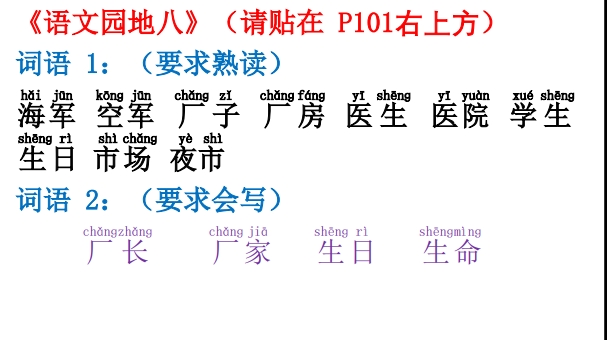 《语文园地八》（请贴在 P101右上方）
词语 1：（要求熟读）
hǎi jūn kōng jūn chǎng zǐ chǎng fáng yī shēng yī yuàn xué shēng
海军 空军 厂子 厂房 医生 医院 学生
shēng rì shì chǎng yè shì
生日 市场 夜市
词语 2：（要求会写）
chǎngzhǎng chǎng jiā shēng rì shēngmìng
厂长 厂家 生日 生命